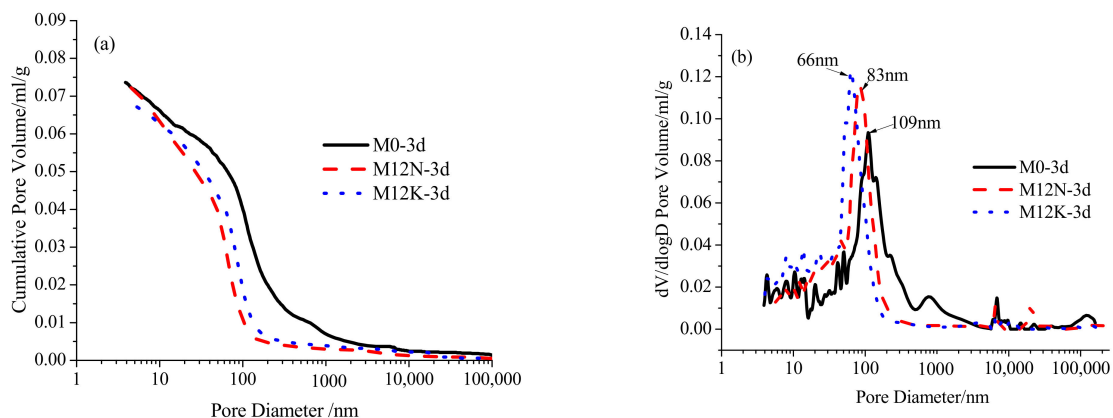 (a)
0.09
0.08
0.07
0.06
0.05
0.04
0.03
0.02
0.01
0.00
Cumulative Pore Volume/ml/g
M0-3d
M12N-3d
M12K-3d
1 10 100 1000 10,000 100,000
Pore Diameter /nm
(b)
0.14
0.12
0.10
0.08
0.06
0.04
0.02
0.00
dV/dlogD Pore Volume/ml/g
66nm
83nm
109nm
M0-3d
M12N-3d
M12K-3d
1 10 100 1000 10,000 100,000
Pore Diameter/nm